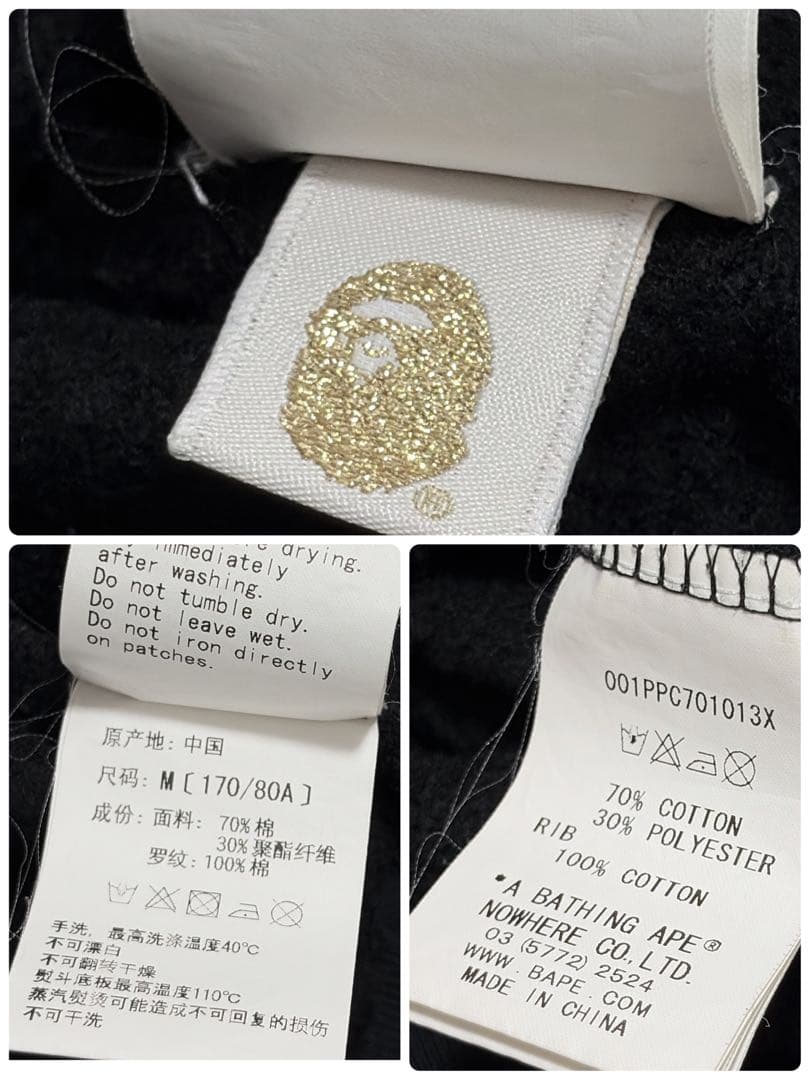 drying.
immediately
after washing.
Do not tumble dry.
Do not leave wet.
Do not iron directly
on patches.
原产地: 中国
尺码: M [170/80A]
成份: 面料: 70%棉
30%聚酯纤维
罗纹: 100%棉
手洗, 最高洗涤温度40℃
不可漂白
不可翻转干燥
熨斗底板最高温度110℃
蒸汽熨烫可能造成不可回复的损伤
不可干洗
001PPC701013X
70% COTTON
30% POLYESTER
RIB
100% COTTON
*A BATHING APE®
NOWHERE CO., LTD.
03 (5772) 2524
WWW. BAPE. COM
MADE IN CHINA